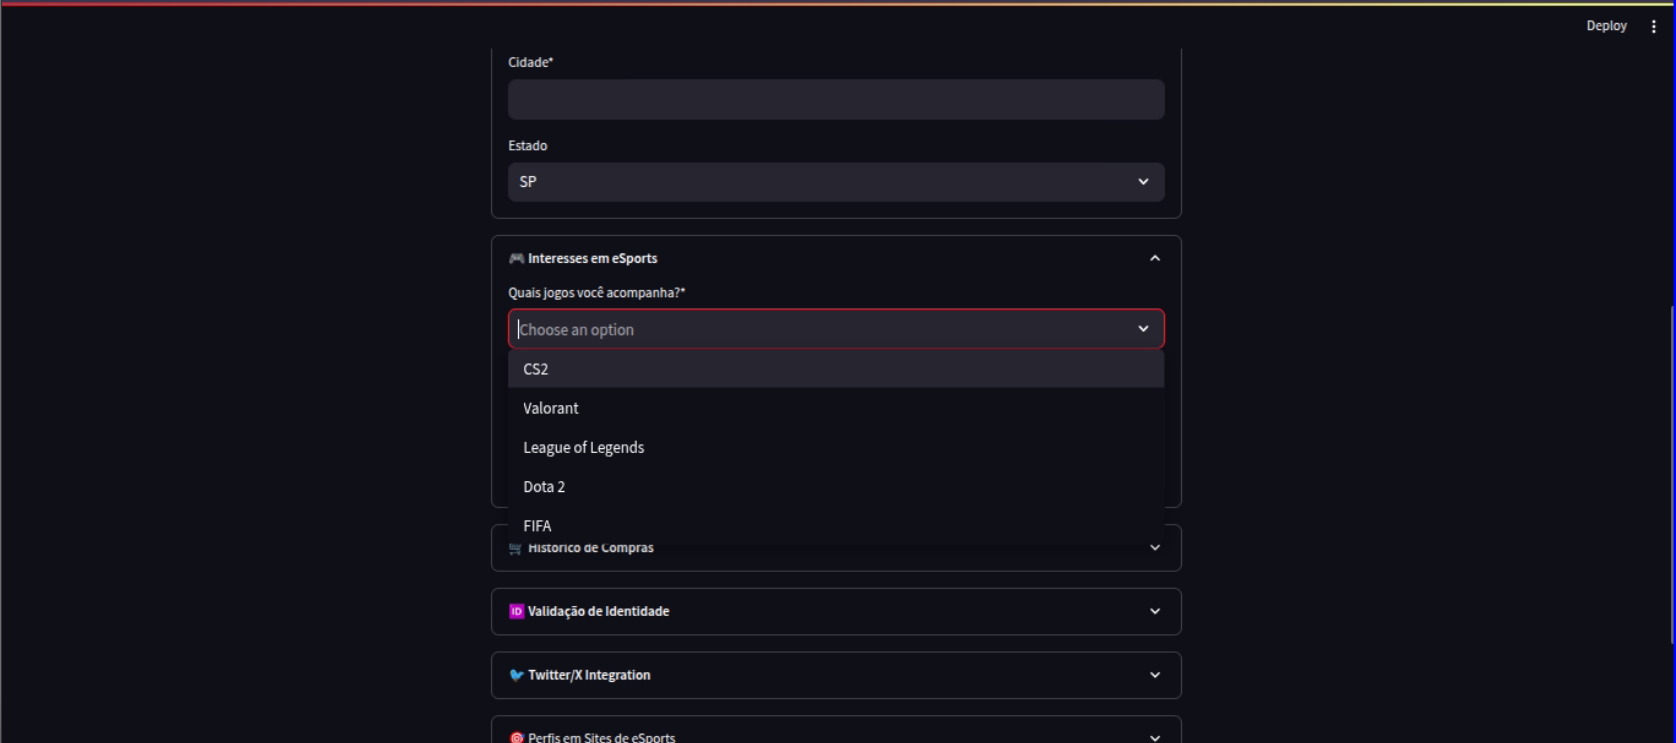 Deploy
Cidade*
Estado
SP
🎮 Interesses em eSports
Quais jogos você acompanha?*
Choose an option
CS2
Valorant
League of Legends
Dota 2
FIFA
🛒 Histórico de Compras
🆔 Validação de Identidade
🐦 Twitter/X Integration
🎯 Perfis em Sites de eSports